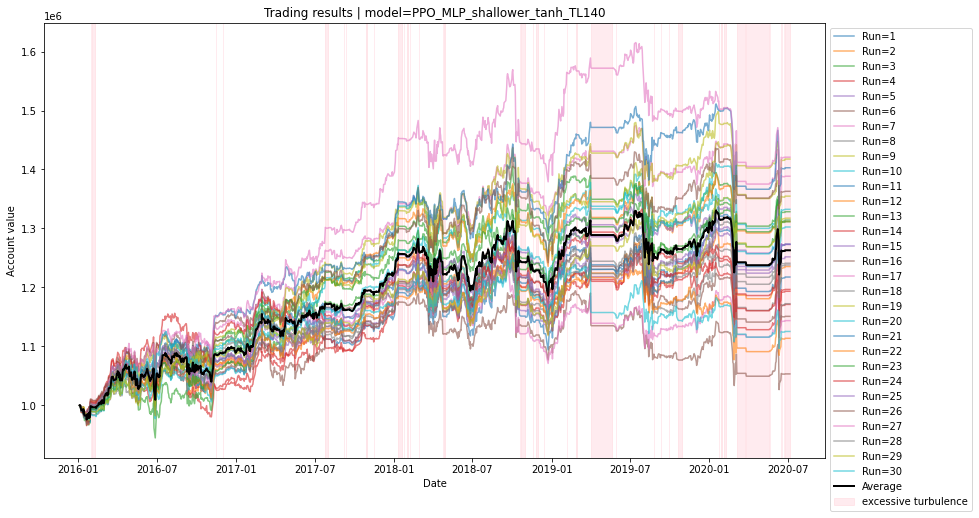 Trading results | model=PPO_MLP_shallower_tanh_TL140
1e6
1.6
1.5
1.4
1.3
1.2
1.1
1.0
Account value
2016-01 2016-07 2017-01 2017-07 2018-01 2018-07 2019-01 2019-07 2020-01 2020-07
Date
Run=1
Run=2
Run=3
Run=4
Run=5
Run=6
Run=7
Run=8
Run=9
Run=10
Run=11
Run=12
Run=13
Run=14
Run=15
Run=16
Run=17
Run=18
Run=19
Run=20
Run=21
Run=22
Run=23
Run=24
Run=25
Run=26
Run=27
Run=28
Run=29
Run=30
Average
excessive turbulence